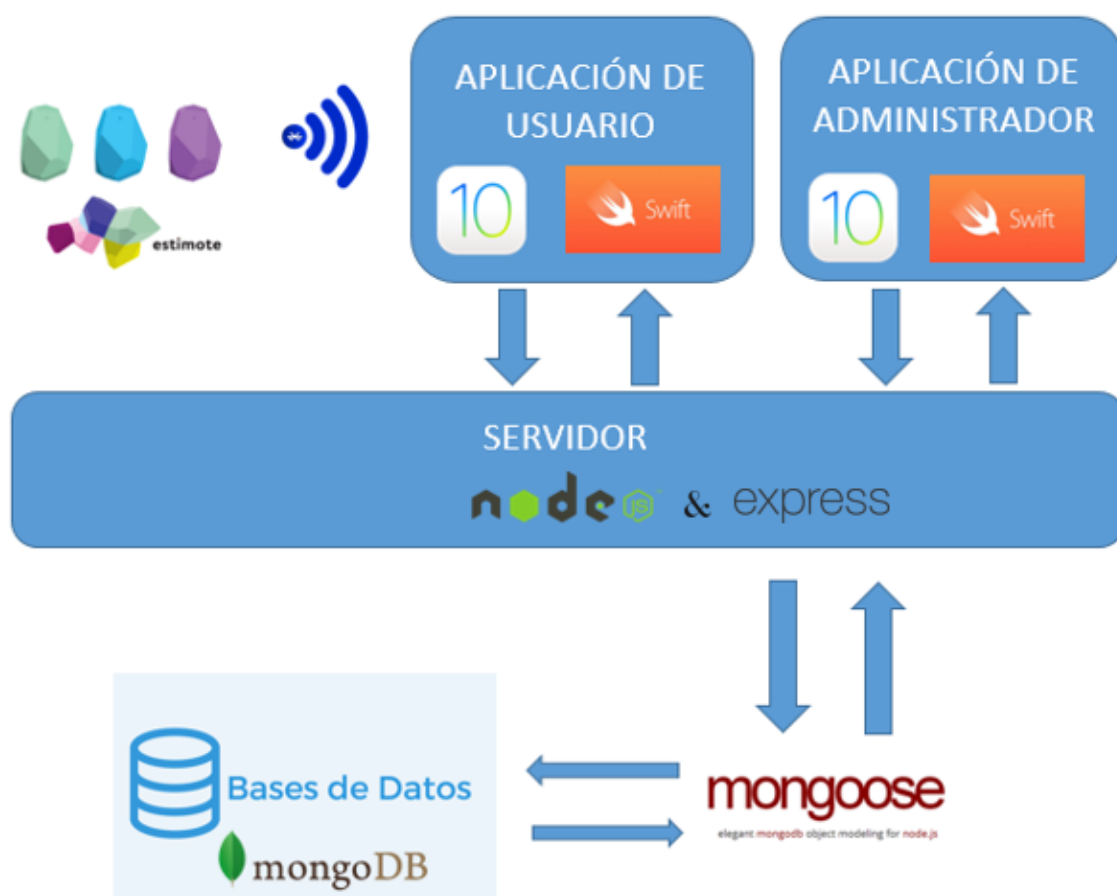 APLICACIÓN DE
USUARIO
10
Swift
APLICACIÓN DE
ADMINISTRADOR
10
Swift
estimote
SERVIDOR
node JS & express
Bases de Datos
mongoDB
mongoose
elegant mongodb object modeling for node.js